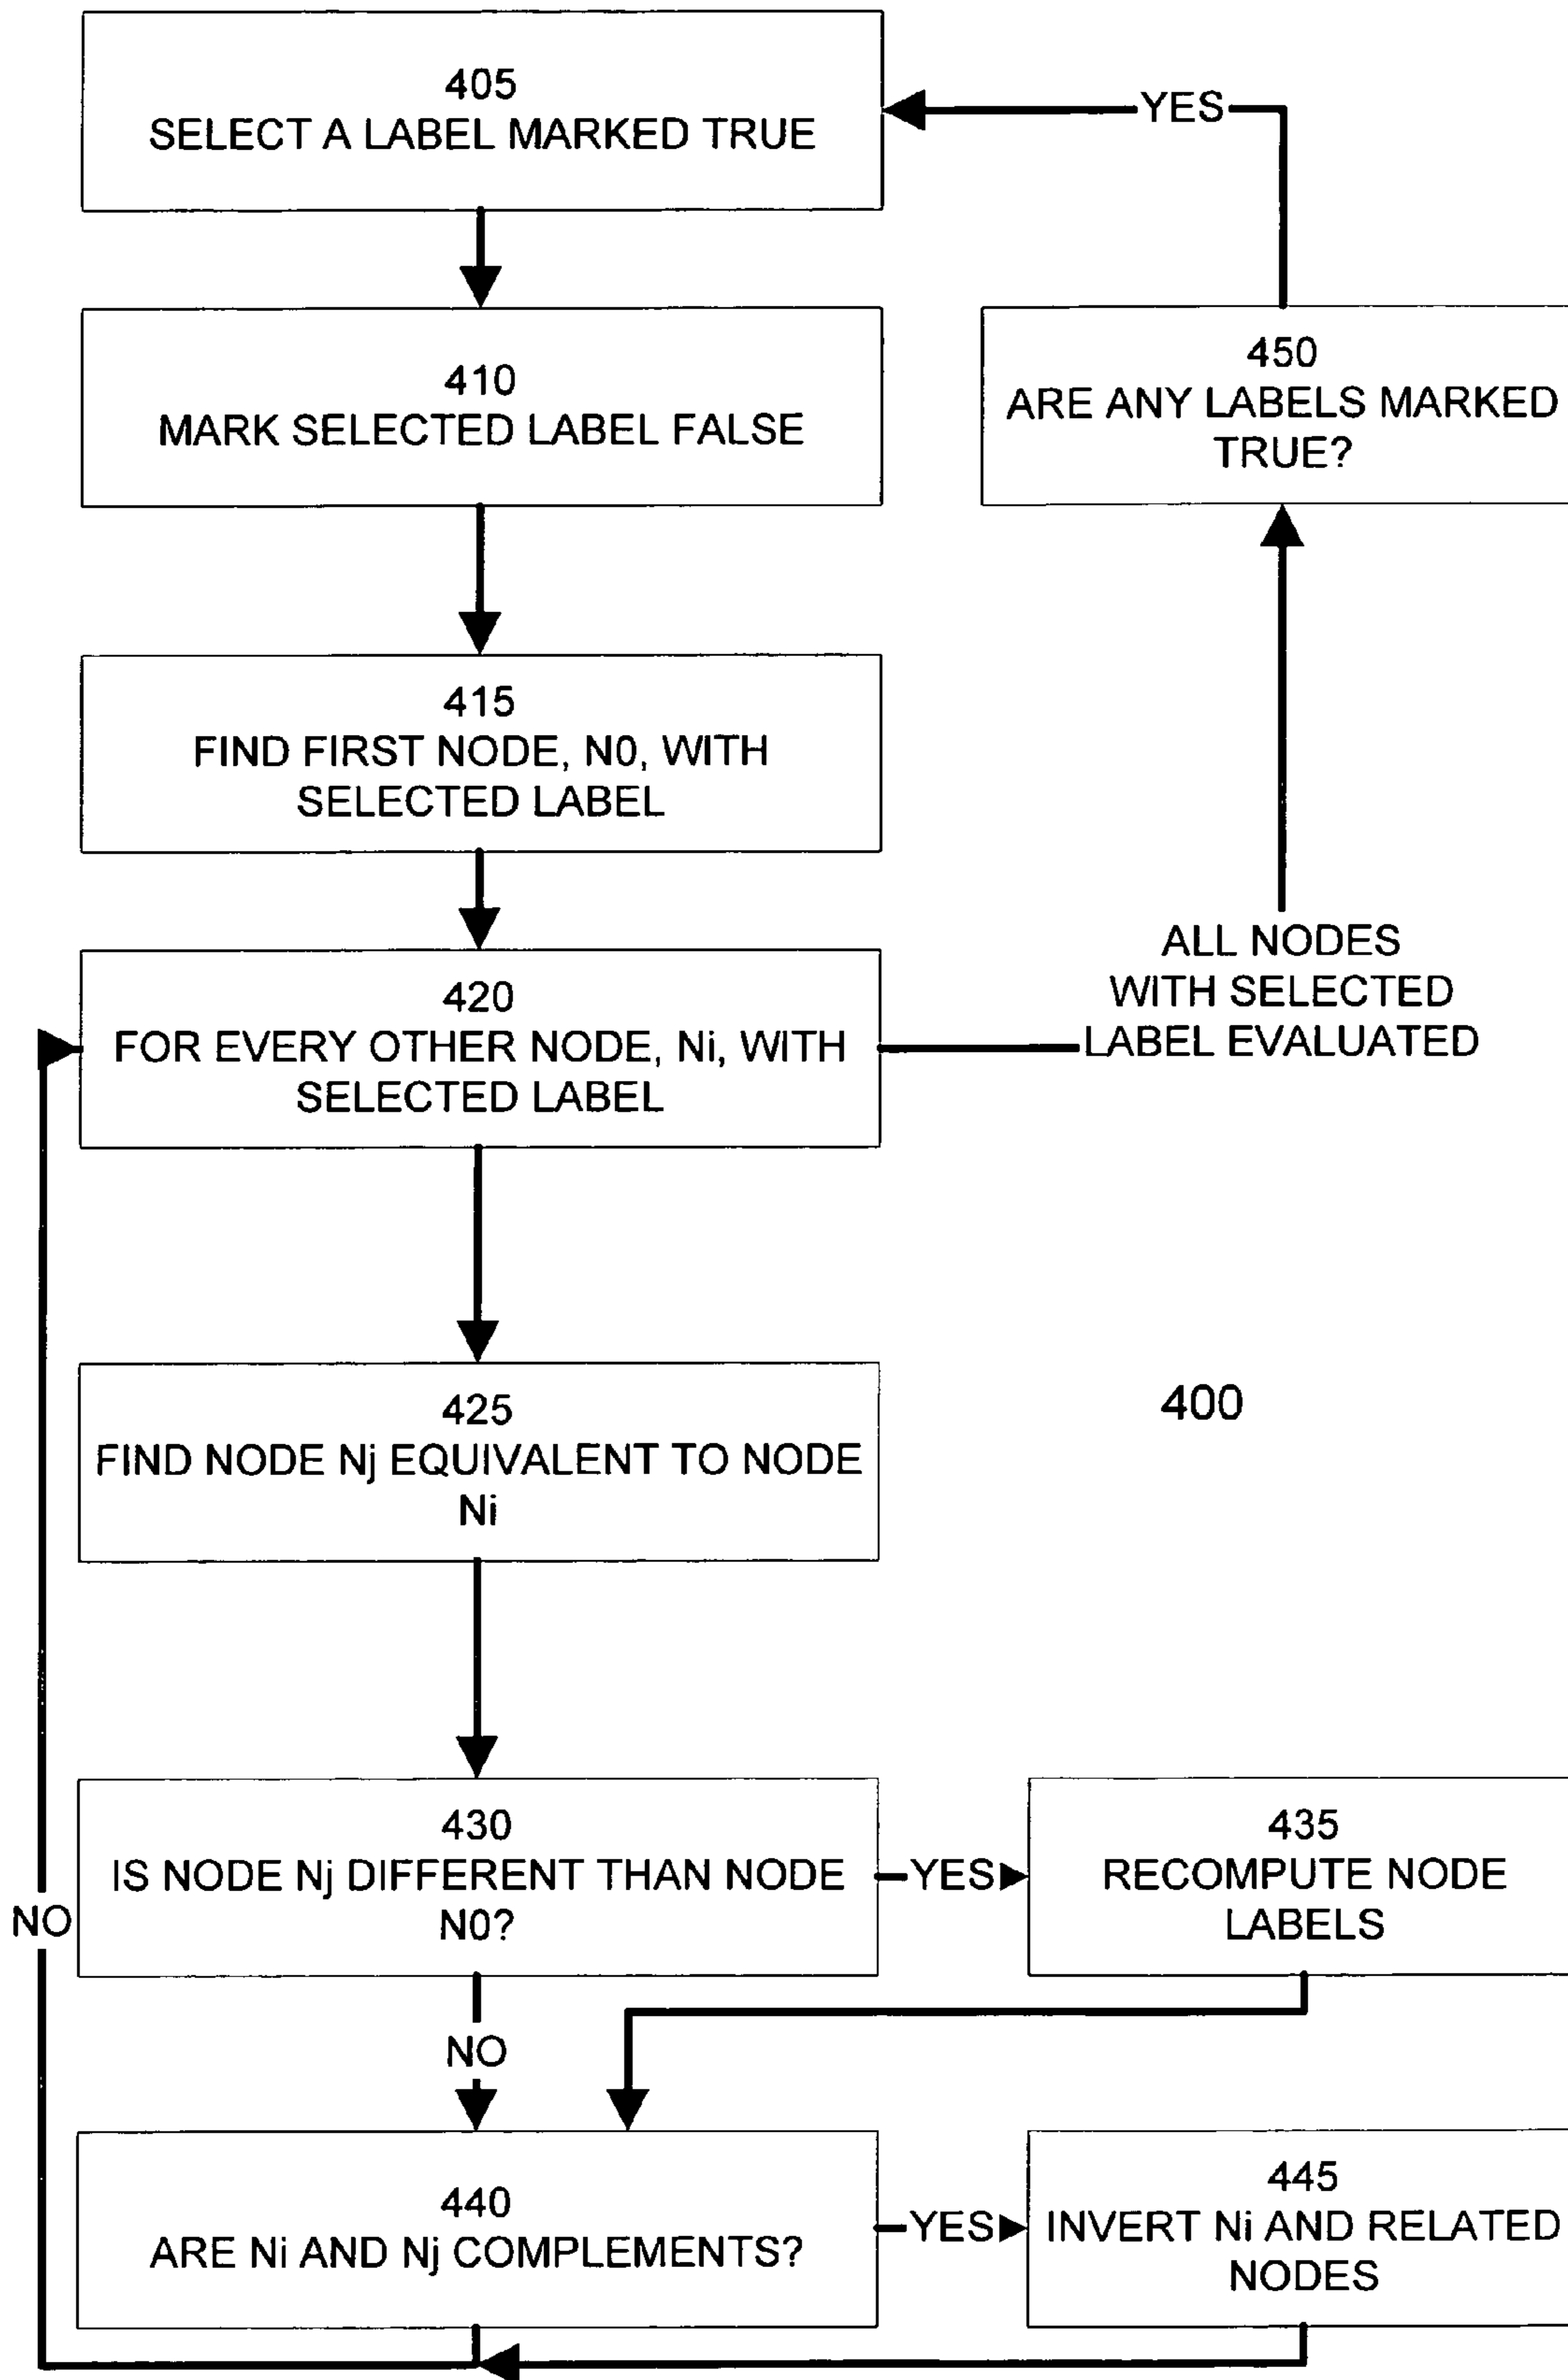 405
SELECT A LABEL MARKED TRUE
YES
410
MARK SELECTED LABEL FALSE
450
ARE ANY LABELS MARKED
TRUE?
415
FIND FIRST NODE, N0, WITH
SELECTED LABEL
420
FOR EVERY OTHER NODE, Ni, WITH
SELECTED LABEL
ALL NODES
WITH SELECTED
LABEL EVALUATED
425
FIND NODE Nj EQUIVALENT TO NODE
Ni
400
430
IS NODE Nj DIFFERENT THAN NODE
N0?
YES
435
RECOMPUTE NODE
LABELS
NO
NO
440
ARE Ni AND Nj COMPLEMENTS?
YES
445
INVERT Ni AND RELATED
NODES